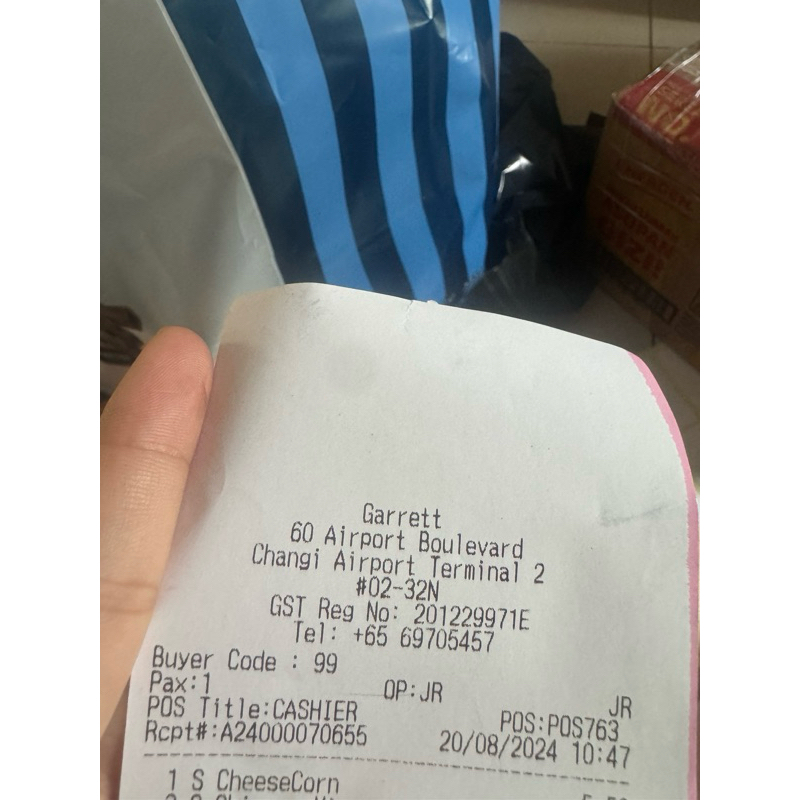 Garrett
60 Airport Boulevard
Changi Airport Terminal 2
#02-32N
GST Reg No: 201229971E
Tel: +65 69705457
Buyer Code : 99
Pax:1 OP:JR JR
POS Title:CASHIER POS:POS763
Rcpt#:A24000070655 20/08/2024 10:47
1 S CheeseCorn